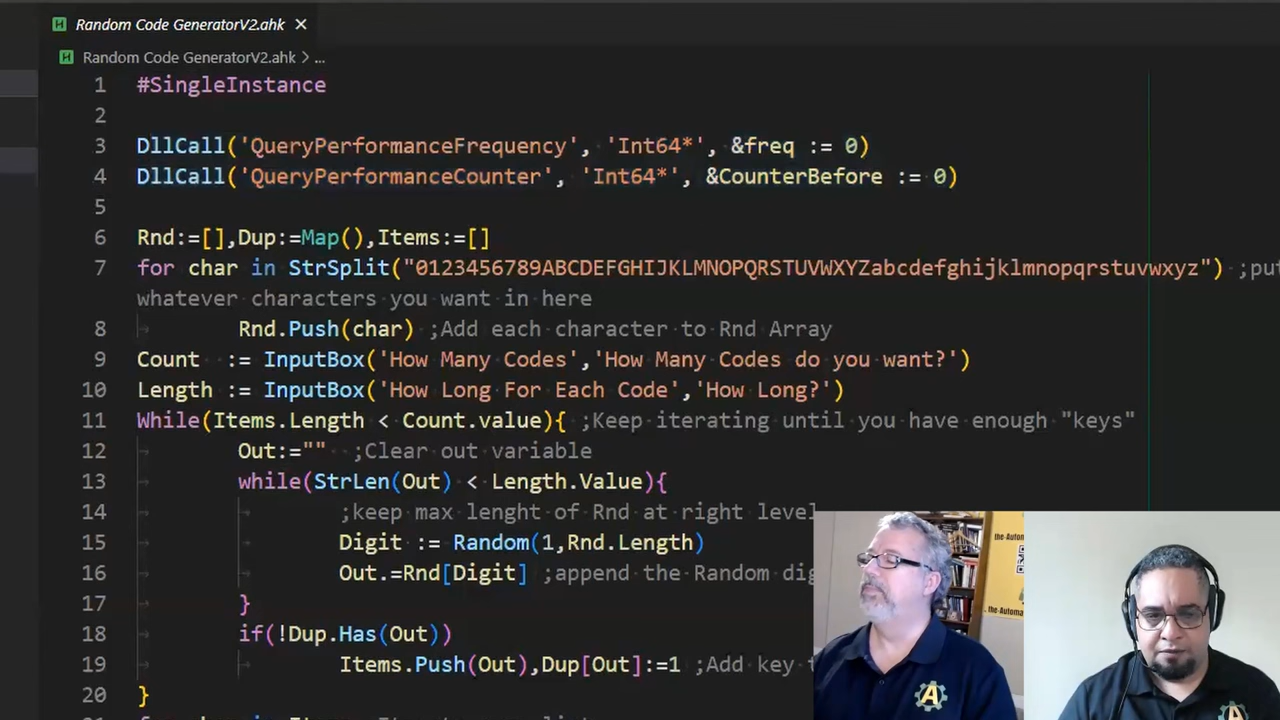 Random Code GeneratorV2.ahk ×
Random Code GeneratorV2.ahk > ...
1 #SingleInstance
2
3 DllCall('QueryPerformanceFrequency', 'Int64*', &freq := 0)
4 DllCall('QueryPerformanceCounter', 'Int64*', &CounterBefore := 0)
5
6 Rnd:=[],Dup:=Map(),Items:=[]
7 for char in StrSplit("0123456789ABCDEFGHIJKLMNOPQRSTUVWXYZabcdefghijklmnopqrstuvwxyz") ;put
whatever characters you want in here
8 Rnd.Push(char) ;Add each character to Rnd Array
9 Count := InputBox('How Many Codes','How Many Codes do you want?')
10 Length := InputBox('How Long For Each Code','How Long?')
11 While(Items.Length < Count.value){ ;Keep iterating until you have enough "keys"
12 Out:="" ;Clear out variable
13 while(StrLen(Out) < Length.Value){
14 ;keep max lenght of Rnd at right level
15 Digit := Random(1,Rnd.Length)
16 Out.=Rnd[Digit] ;append the Random dig
17 }
18 if(!Dup.Has(Out))
19 Items.Push(Out),Dup[Out]:=1 ;Add key
20 }
the-Autom
the-Automa
A
A